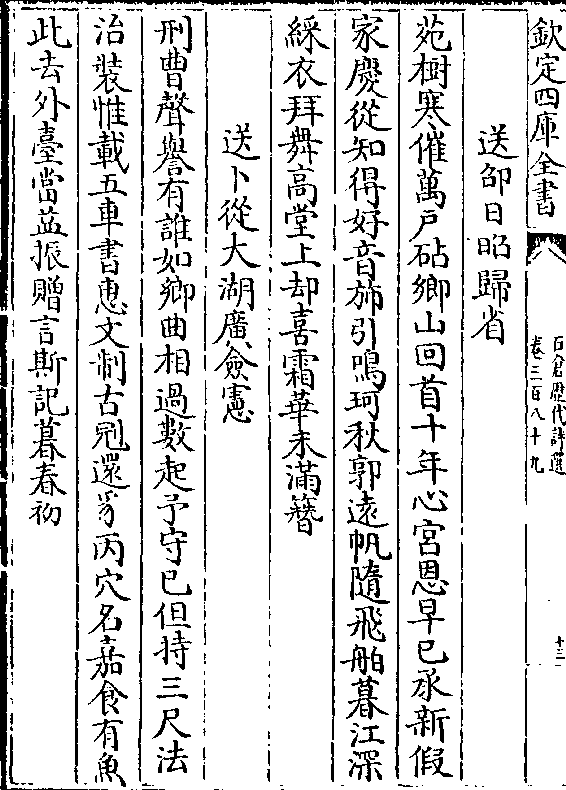 欽定四庫全書
石倉歷代詩選
卷三百八十九
十三
送邵日昭歸省
苑樹寒催萬戶砧鄉山回首十年心宮恩早已承新假
家慶從知得好音旆引鳴珂秋郭遠帆隨飛舶暮江深
綵衣拜舞高堂上却喜霜華未滿簪
送卜從大湖廣僉憲
刑曹聲譽有誰如鄉曲相過數起予守已但持三尺法
治裝惟載五車書惠文制古冠還豸丙穴名嘉食有魚
此去外臺當益振贈言斯記暮春初